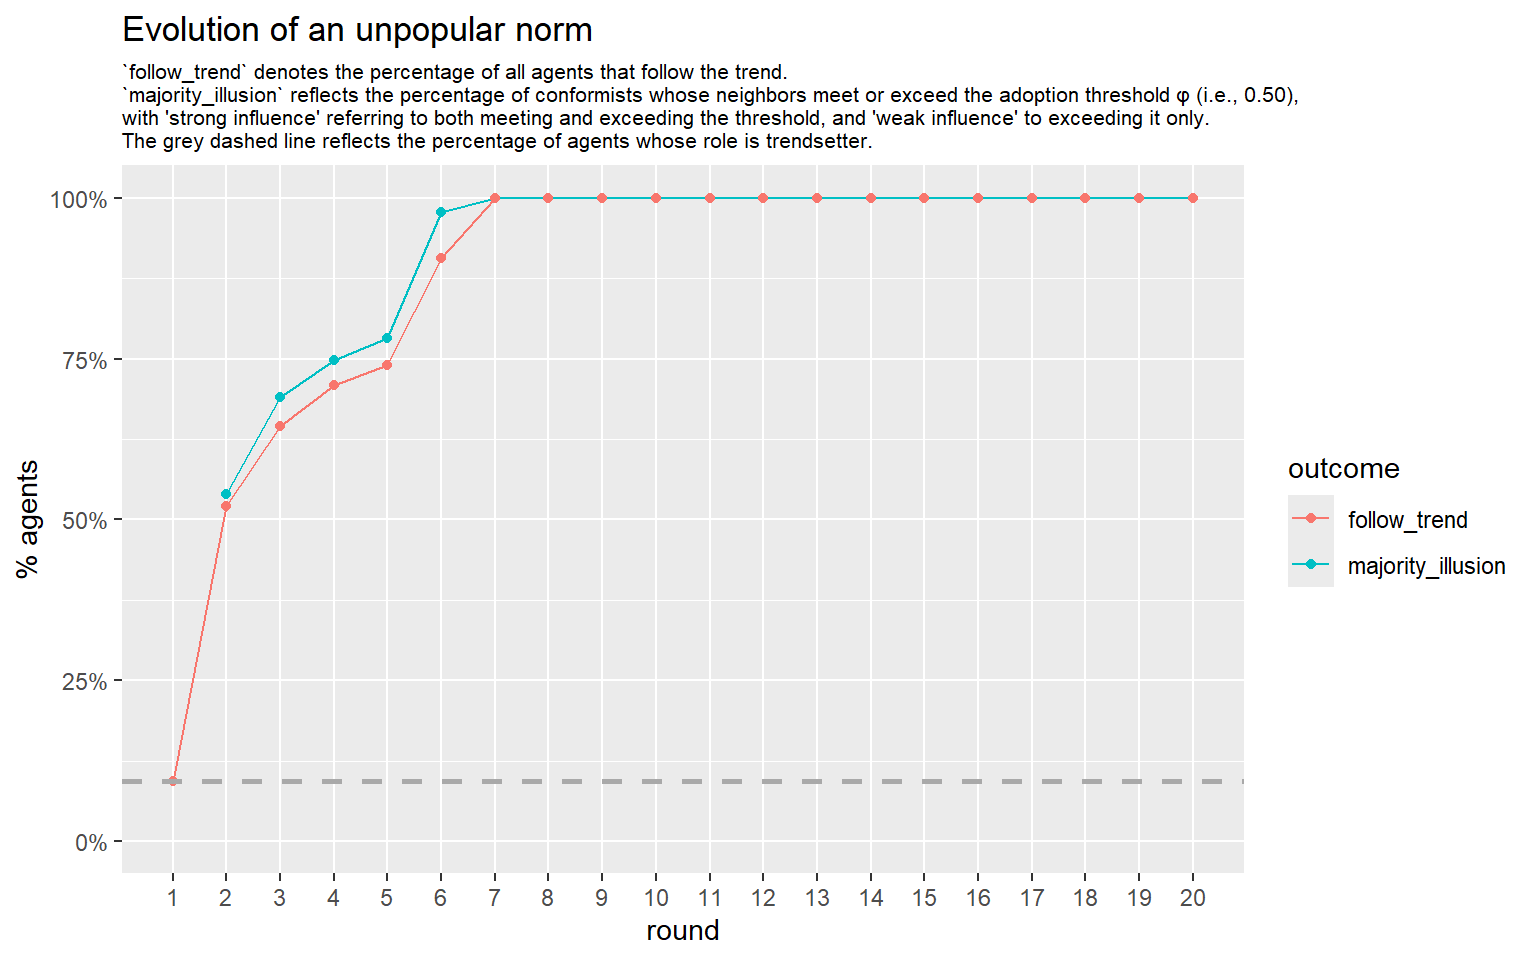 Evolution of an unpopular norm
`follow_trend` denotes the percentage of all agents that follow the trend.
`majority_illusion` reflects the percentage of conformists whose neighbors meet or exceed the adoption threshold φ (i.e., 0.50),
with 'strong influence' referring to both meeting and exceeding the threshold, and 'weak influence' to exceeding it only.
The grey dashed line reflects the percentage of agents whose role is trendsetter.
% agents
100%
75%
50%
25%
0%
1 2 3 4 5 6 7 8 9 10 11 12 13 14 15 16 17 18 19 20
round
outcome
follow_trend
majority_illusion